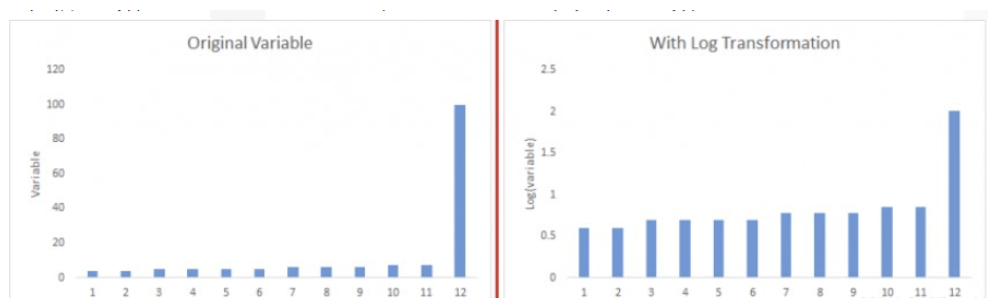 Original Variable
120
100
80
60
40
20
0
Variable
1 2 3 4 5 6 7 8 9 10 11 12
With Log Transformation
2.5
2
1.5
1
0.5
0
Log(variable)
1 2 3 4 5 6 7 8 9 10 11 12